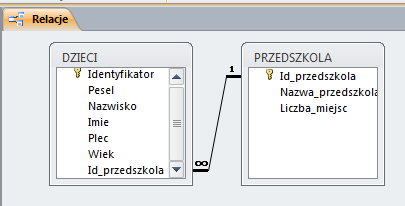 Relacje
DZIECI
Identyfikator
Pesel
Nazwisko
Imie
Plec
Wiek
Id_przedszkola
1
∞
PRZEDSZKOLA
Id_przedszkola
Nazwa_przedszkola
Liczba_miejsc